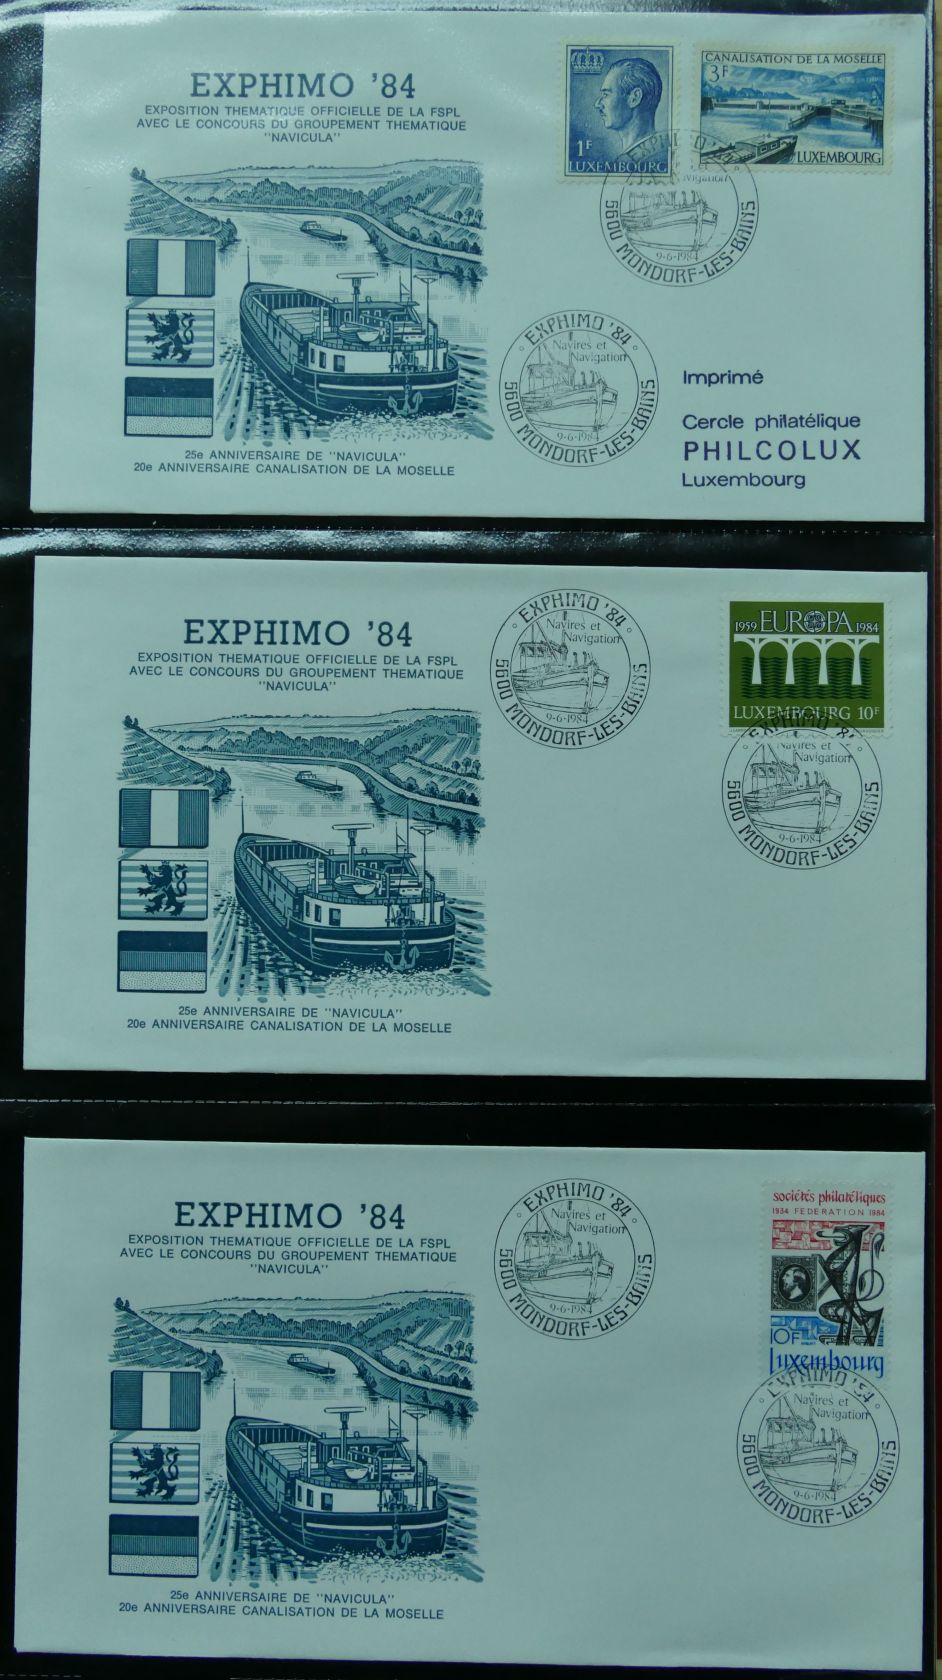 EXPHIMO '84
EXPOSITION THEMATIQUE OFFICIELLE DE LA FSPL
AVEC LE CONCOURS DU GROUPEMENT THEMATIQUE
"NAVICULA"
25e ANNIVERSAIRE DE "NAVICULA"
20e ANNIVERSAIRE CANALISATION DE LA MOSELLE
1F
LUXEMBOURG
CANALISATION DE LA MOSELLE
3F
LUXEMBOURG
Navigation
9-6-1984
5600 MONDORF-LES-BAINS
EXPHIMO '84
Navires et
Navigation
9-6-1984
5600 MONDORF-LES-BAINS
Imprimé
Cercle philatélique
PHILCOLUX
Luxembourg
EXPHIMO '84
EXPOSITION THEMATIQUE OFFICIELLE DE LA FSPL
AVEC LE CONCOURS DU GROUPEMENT THEMATIQUE
"NAVICULA"
25e ANNIVERSAIRE DE "NAVICULA"
20e ANNIVERSAIRE CANALISATION DE LA MOSELLE
EXPHIMO '84
Navires et
Navigation
9-6-1984
5600 MONDORF-LES-BAINS
1959 EUROPA 1984
LUXEMBOURG 10F
EXPHIMO '84
Navires et
Navigation
9-6-1984
5600 MONDORF-LES-BAINS
EXPHIMO '84
EXPOSITION THEMATIQUE OFFICIELLE DE LA FSPL
AVEC LE CONCOURS DU GROUPEMENT THEMATIQUE
"NAVICULA"
25e ANNIVERSAIRE DE "NAVICULA"
20e ANNIVERSAIRE CANALISATION DE LA MOSELLE
EXPHIMO '84
Navires et
Navigation
9-6-1984
5600 MONDORF-LES-BAINS
sociétés philatéliques
1934 FEDERATION 1984
10F
luxembourg
EXPHIMO '84
Navires et
Navigation
9-6-1984
5600 MONDORF-LES-BAINS